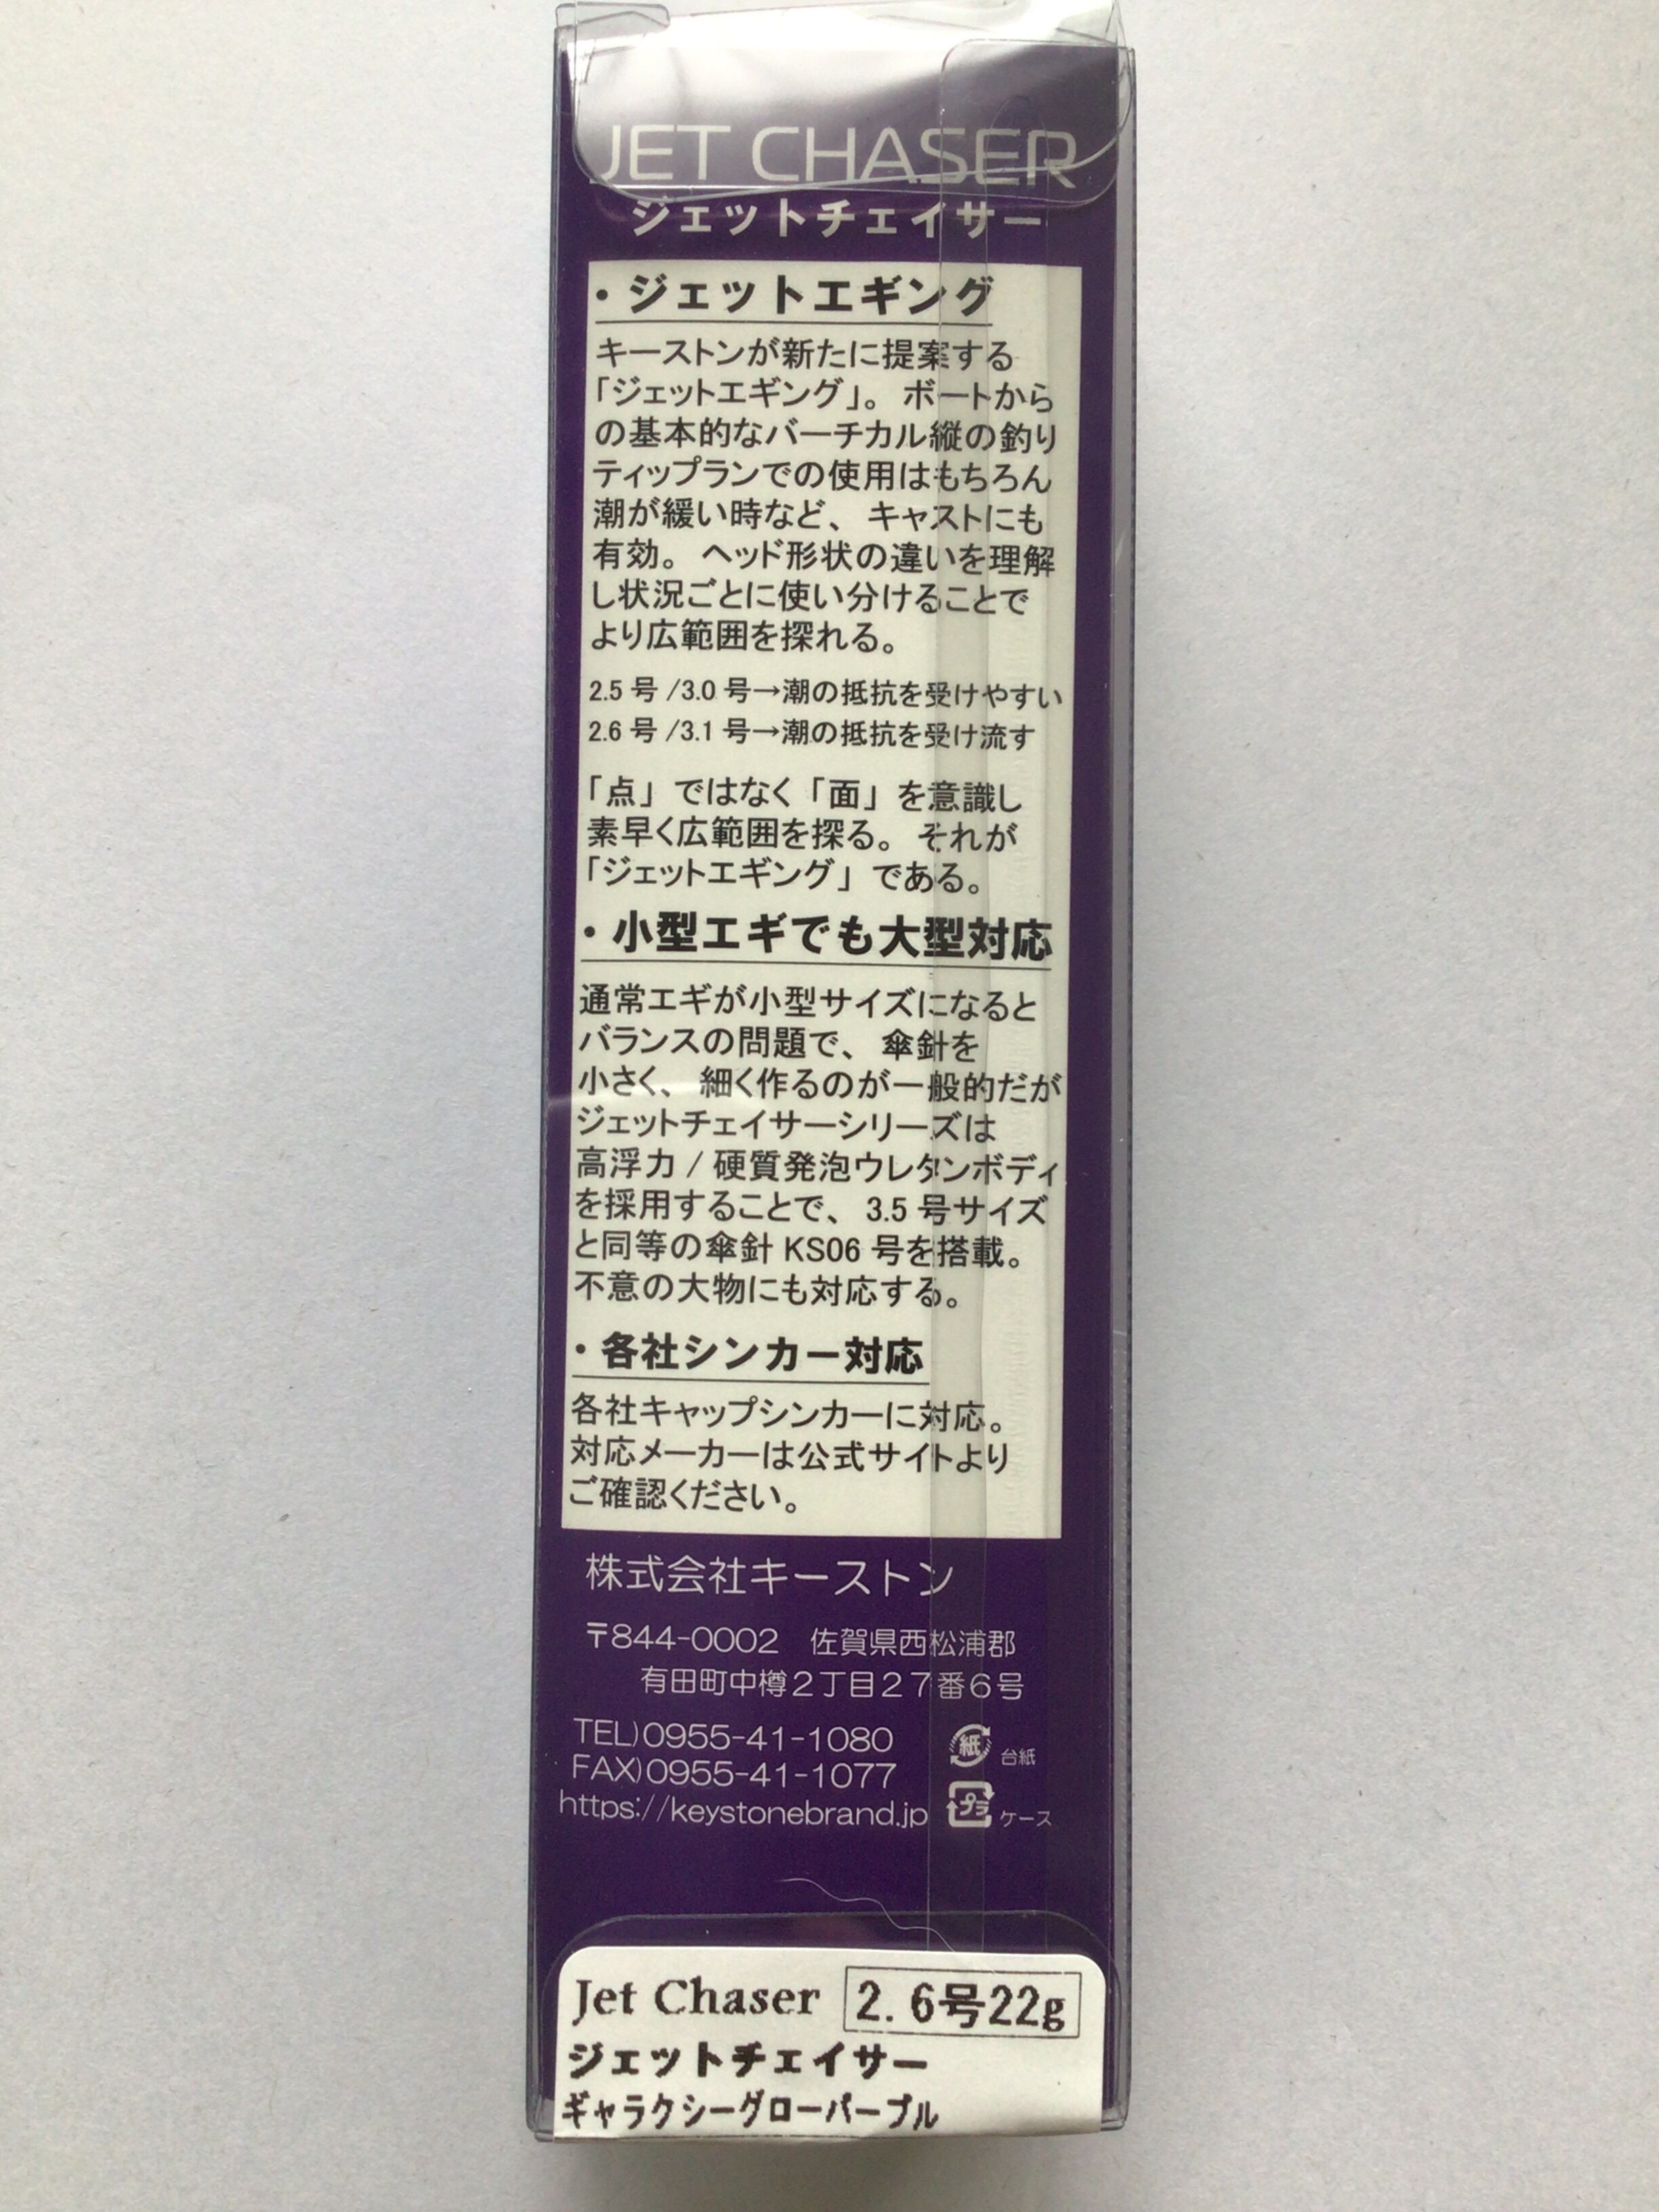 JET CHASER
ジェットチェイサー
・ジェットエギング
キーストンが新たに提案する
「ジェットエギング」。ボートから
の基本的なバーチカル縦の釣り
ティップランでの使用はもちろん
潮が緩い時など、キャストにも
有効。ヘッド形状の違いを理解
し状況ごとに使い分けることで
より広範囲を探れる。
2.5号/3.0号→潮の抵抗を受けやすい
2.6号/3.1号→潮の抵抗を受け流す
「点」ではなく「面」を意識し
素早く広範囲を探る。それが
「ジェットエギング」である。
・小型エギでも大型対応
通常エギが小型サイズになると
バランスの問題で、傘針を
小さく、細く作るのが一般的だが
ジェットチェイサーシリーズは
高浮力/硬質発泡ウレタンボディ
を採用することで、3.5号サイズ
と同等の傘針KS06号を搭載。
不意の大物にも対応する。
・各社シンカー対応
各社キャップシンカーに対応。
対応メーカーは公式サイトより
ご確認ください。
株式会社キーストン
〒844-0002 佐賀県西松浦郡
有田町中樽2丁目27番6号
TEL)0955-41-1080
FAX)0955-41-1077
https://keystonebrand.jp
紙 台紙
プラ ケース
Jet Chaser 2.6号22g
ジェットチェイサー
ギャラクシーグローパープル